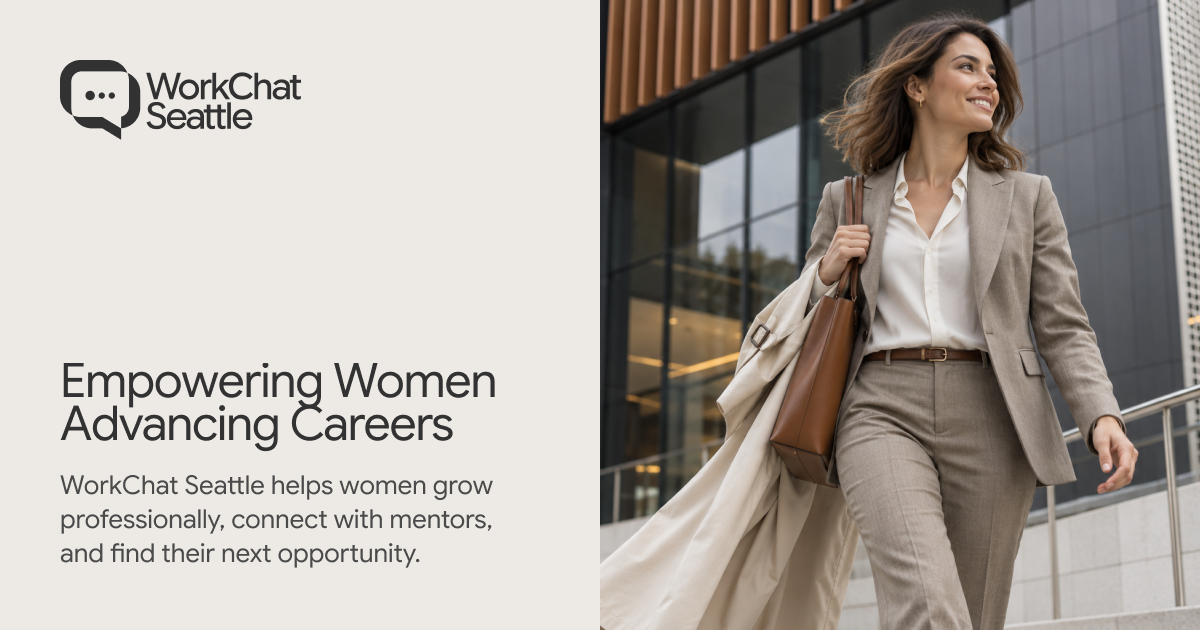 WorkChat
Seattle
Empowering Women
Advancing Careers
WorkChat Seattle helps women grow
professionally, connect with mentors,
and find their next opportunity.